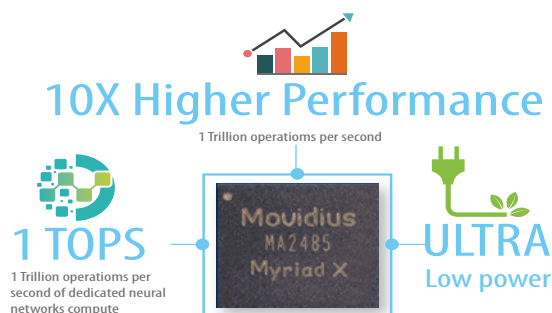 10X Higher Performance
1 Trillion operatioms per second
Movidius
MA2485
Myriad X
1 TOPS
1 Trillion operatioms per
second of dedicated neural
networks compute
ULTRA
Low power